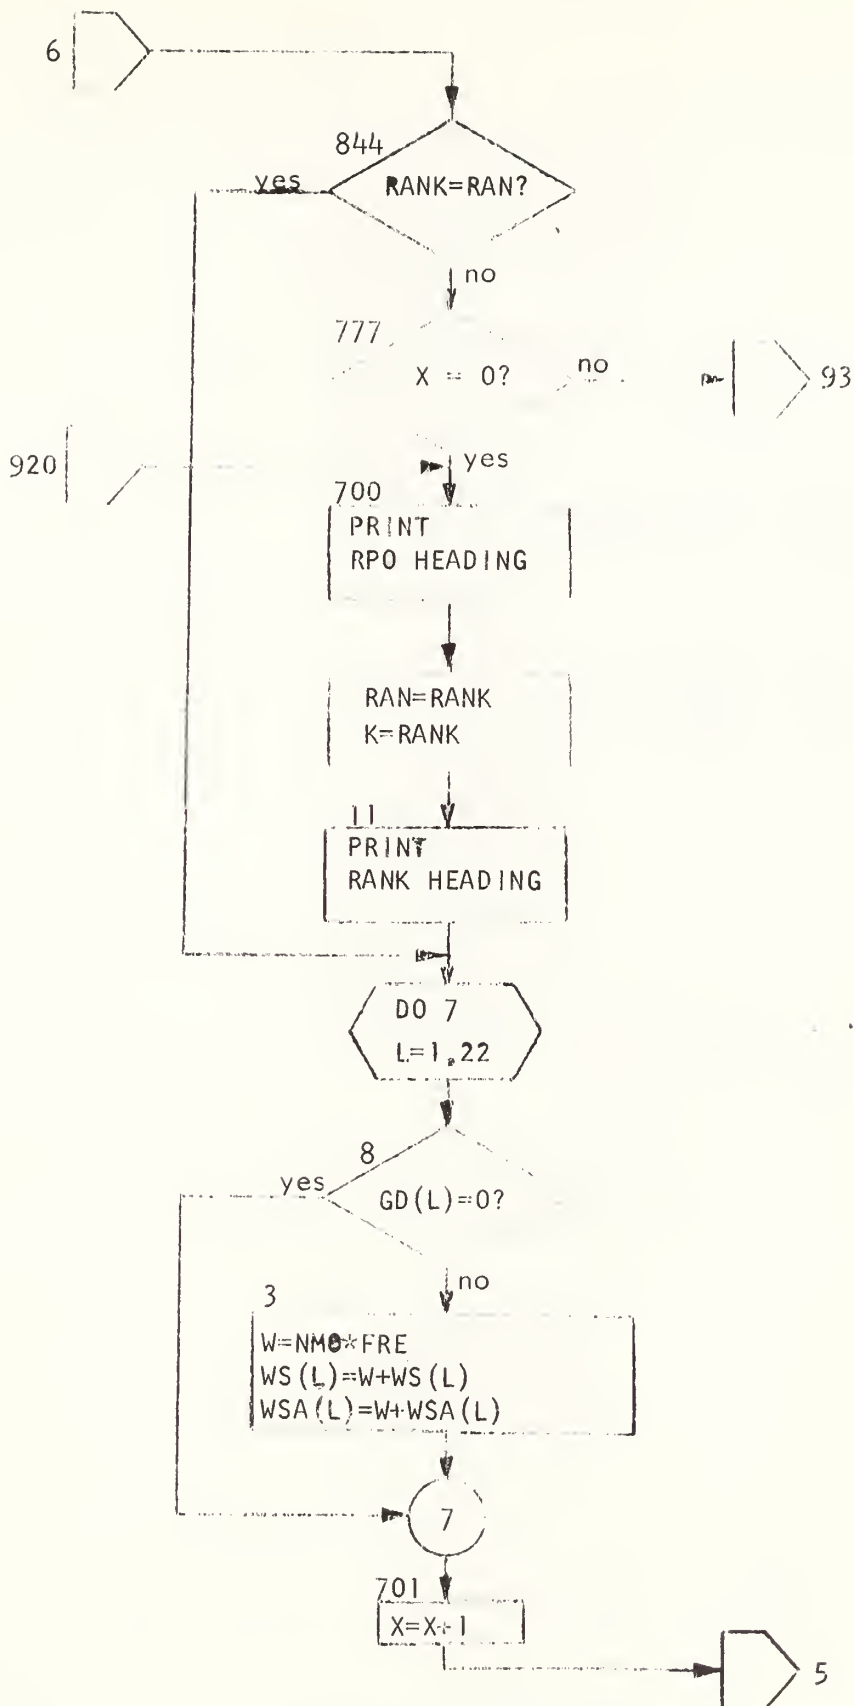 6
844
yes
RANK=RAN?
no
777
X = 0?
no
93
920
yes
700
PRINT
RPO HEADING
RAN=RANK
K=RANK
11
PRINT
RANK HEADING
DO 7
L=1,22
8
yes
GD(L)=0?
no
3
W=NMO*FRE
WS(L)=W+WS(L)
WSA(L)=W+WSA(L)
7
701
X=X+1
5